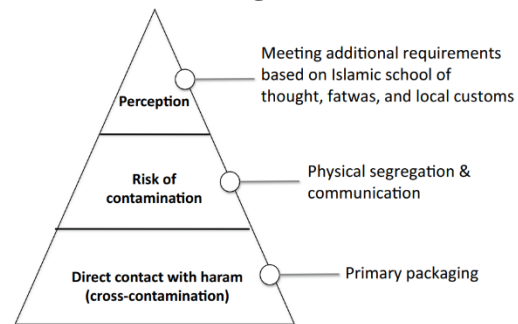 Meeting additional requirements
based on Islamic school of
thought, fatwas, and local customs
Perception
Physical segregation &
communication
Risk of
contamination
Direct contact with haram
(cross-contamination)
Primary packaging